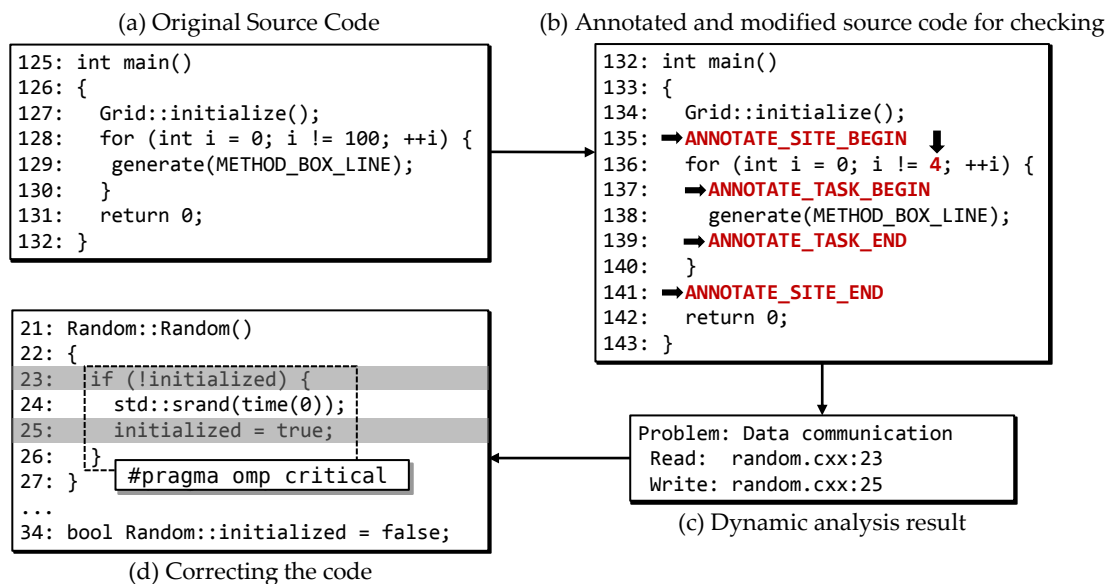 (a) Original Source Code
125: int main()
126: {
127:   Grid::initialize();
128:   for (int i = 0; i != 100; ++i) {
129:    generate(METHOD_BOX_LINE);
130:   }
131:   return 0;
132: }
(b) Annotated and modified source code for checking
132: int main()
133: {
134:   Grid::initialize();
135: ANNOTATE_SITE_BEGIN
136:   for (int i = 0; i != 4; ++i) {
137:   ANNOTATE_TASK_BEGIN
138:     generate(METHOD_BOX_LINE);
139:   ANNOTATE_TASK_END
140:   }
141: ANNOTATE_SITE_END
142:   return 0;
143: }
Problem: Data communication
Read:  random.cxx:23
Write: random.cxx:25
(c) Dynamic analysis result
21: Random::Random()
22: {
23:   if (!initialized) {
24:     std::srand(time(0));
25:     initialized = true;
26:   }
#pragma omp critical
27: }
...
34: bool Random::initialized = false;
(d) Correcting the code